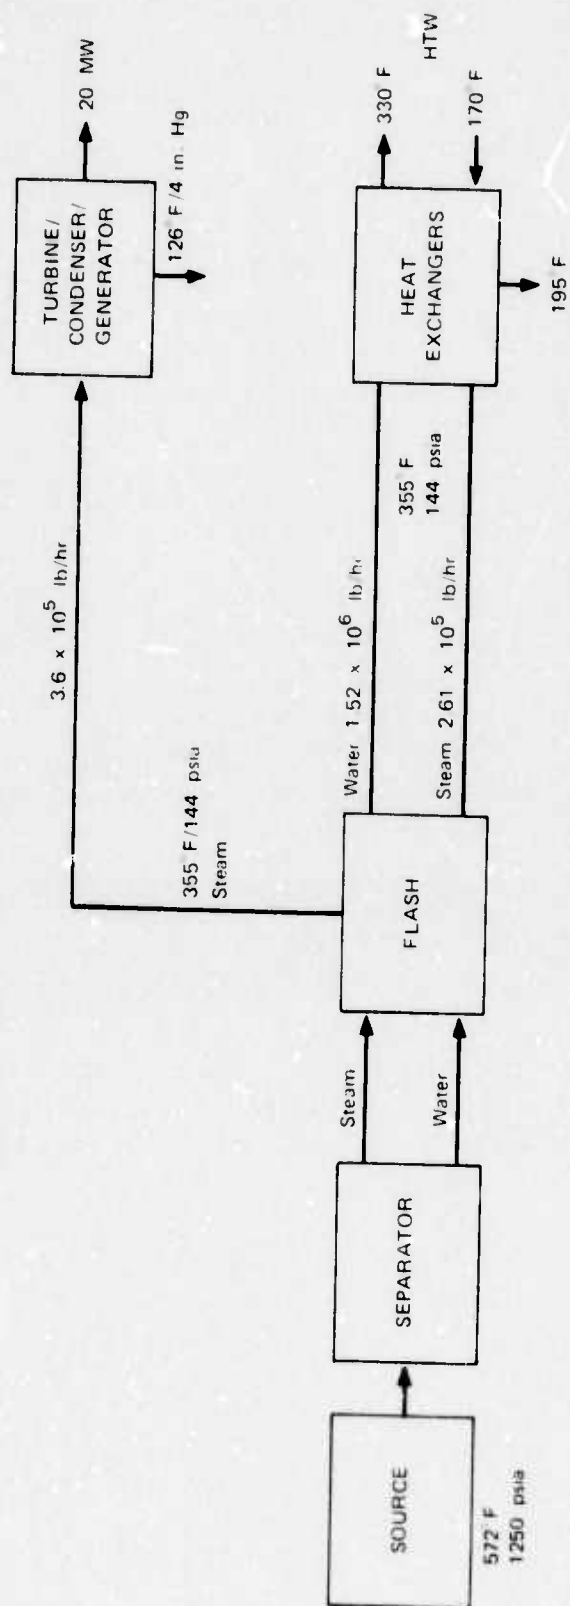 SOURCE
572°F
1250 psia
SEPARATOR
Steam
Water
FLASH
355°F/144 psia
Steam
3.6 x 10⁵ lb/hr
Water 1 52 x 10⁶ lb/hr
Steam 2 61 x 10⁵ lb/hr
355°F
144 psia
TURBINE/
CONDENSER/
GENERATOR
20 MW
126°F/4 in. Hg
HEAT
EXCHANGERS
330°F
HTW
170°F
195°F